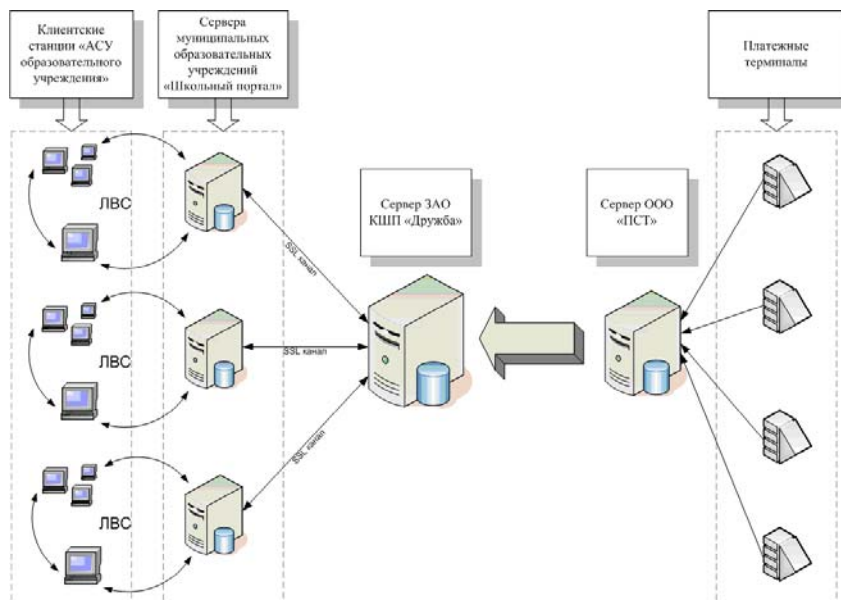 Клиентские
станции «АСУ
образовательного
учреждения»
Сервера
муниципальных
образовательных
учреждений
«Школьный портал»
Платежные
терминалы
Сервер ЗАО
КШП «Дружба»
Сервер ООО
«ПСТ»
ЛВС
SSL канал
ЛВС
SSL канал
ЛВС
SSL канал